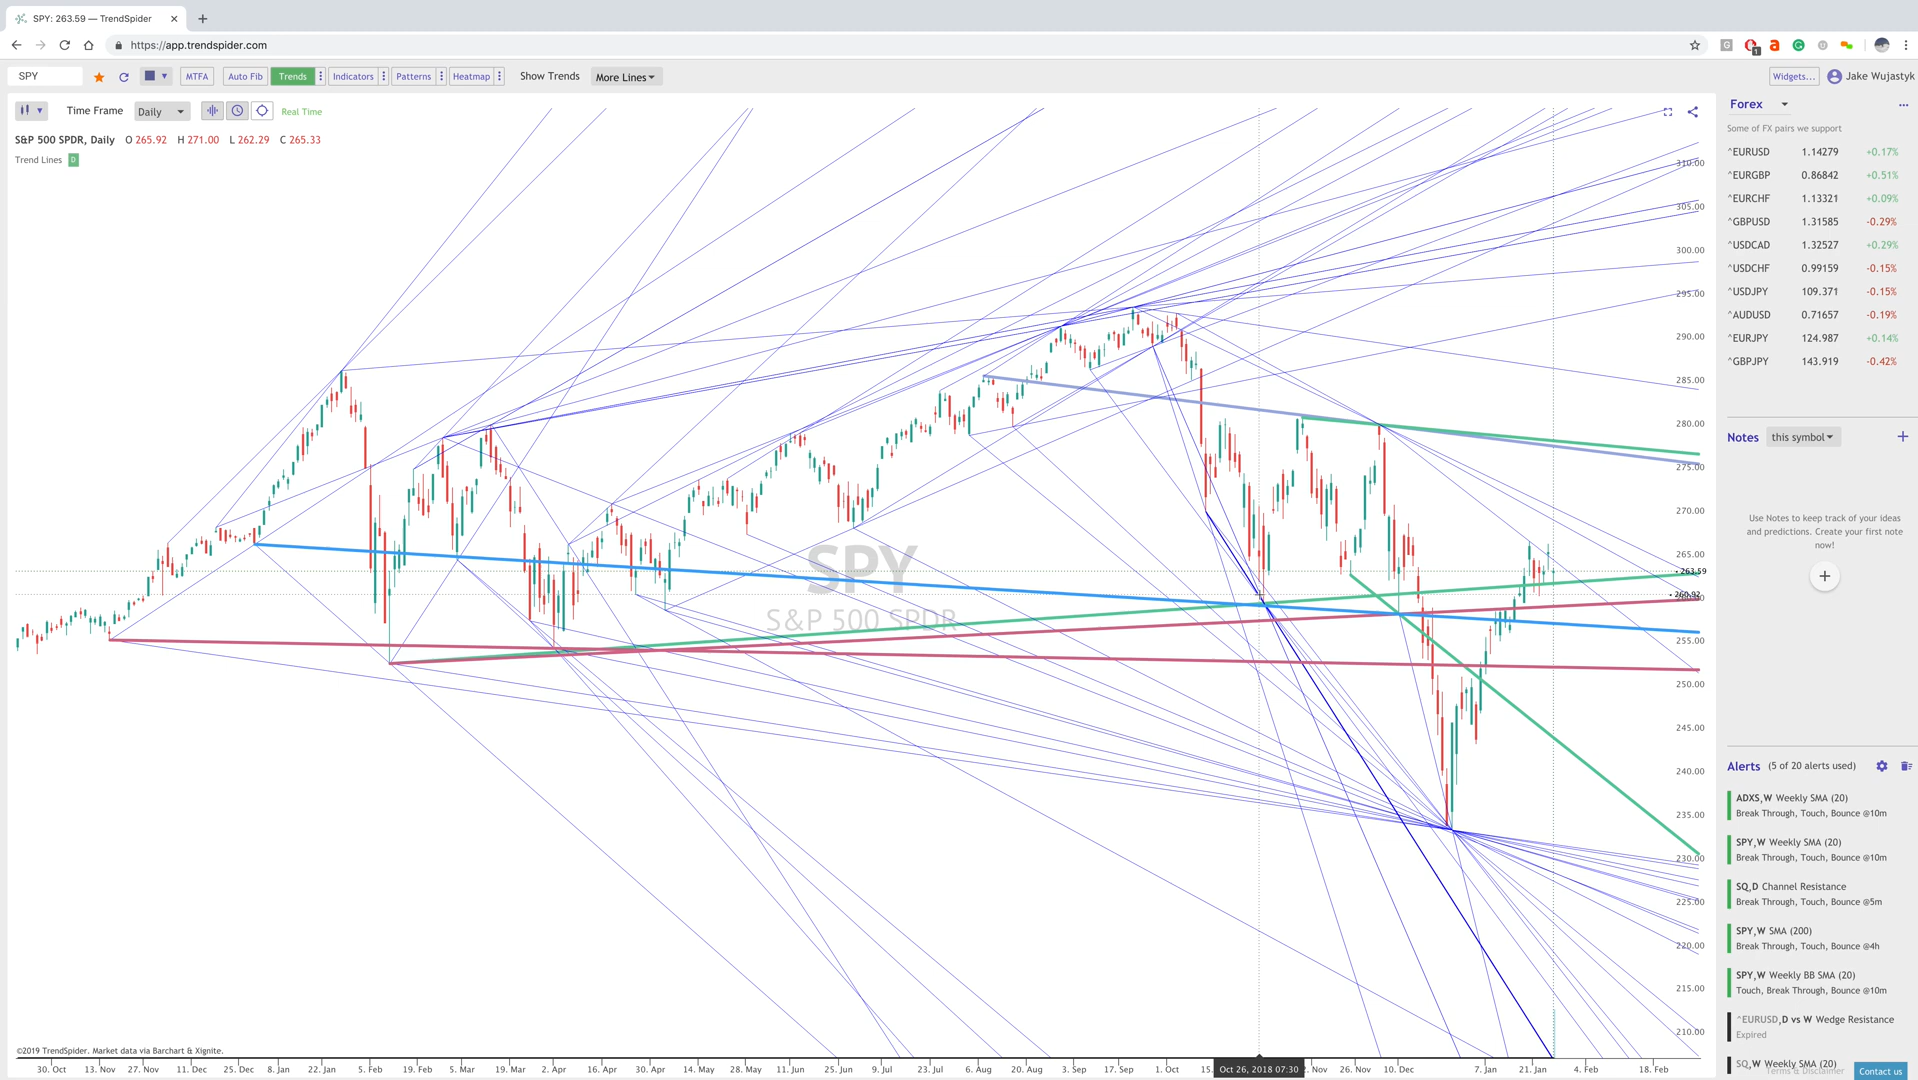 SPY: 263.59 — TrendSpider
https://app.trendspider.com
1
SPY MTFA Auto Fib Trends Indicators Patterns Heatmap Show Trends More Lines Widgets... Jake Wujastyk
Time Frame Daily Real Time
S&P 500 SPDR, Daily O 265.92 H 271.00 L 262.29 C 265.33
Trend Lines D
SPY
S&P 500 SPDR
310.00
305.00
300.00
295.00
290.00
285.00
280.00
275.00
270.00
265.00
263.59
260.92
255.00
250.00
245.00
240.00
235.00
230.00
225.00
220.00
215.00
210.00
©2019 TrendSpider. Market data via Barchart & Xignite.
30. Oct 13. Nov 27. Nov 11. Dec 25. Dec 8. Jan 22. Jan 5. Feb 19. Feb 5. Mar 19. Mar 2. Apr 16. Apr 30. Apr 14. May 28. May 11. Jun 25. Jun 9. Jul 23. Jul 6. Aug 20. Aug 3. Sep 17. Sep 1. Oct 15. Oct 26, 2018 07:30 Nov 26. Nov 10. Dec 7. Jan 21. Jan 4. Feb 18. Feb
Forex
Some of FX pairs we support
^EURUSD 1.14279 +0.17%
^EURGBP 0.86842 +0.51%
^EURCHF 1.13321 +0.09%
^GBPUSD 1.31585 -0.29%
^USDCAD 1.32527 +0.29%
^USDCHF 0.99159 -0.15%
^USDJPY 109.371 -0.15%
^AUDUSD 0.71657 -0.19%
^EURJPY 124.987 +0.14%
^GBPJPY 143.919 -0.42%
Notes this symbol
Use Notes to keep track of your ideas
and predictions. Create your first note
now!
Alerts (5 of 20 alerts used)
ADXS,W Weekly SMA (20)
Break Through, Touch, Bounce @10m
SPY,W Weekly SMA (20)
Break Through, Touch, Bounce @10m
SQ,D Channel Resistance
Break Through, Touch, Bounce @5m
SPY,W SMA (200)
Break Through, Touch, Bounce @4h
SPY,W Weekly BB SMA (20)
Touch, Break Through, Bounce @10m
^EURUSD,D vs W Wedge Resistance
Expired
SQ,W Weekly SMA (20)
Terms & Disclaimer
Contact us